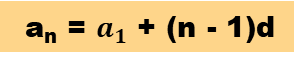 aₙ = a₁ + (n - 1)d